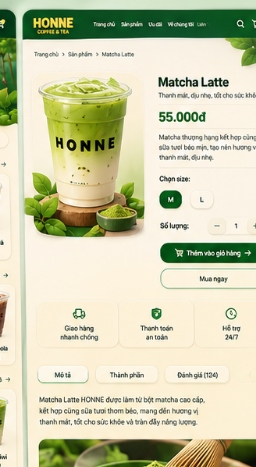 HONNE
COFFEE & TEA
Trang chủ Sản phẩm Ưu đãi Về chúng tôi
Trang chủ > Sản phẩm > Matcha Latte
Matcha Latte
Thanh mát, dịu nhẹ, tốt cho sức
55.000đ
Matcha thượng hạng kết hợp cùng
sữa tươi béo mịn, tạo nên hương
thanh mát, dịu nhẹ.
HONNE
Chọn size:
M L
Số lượng: − 1
Thêm vào giỏ hàng →
Mua ngay
Giao hàng
nhanh chóng
Thanh toán
an toàn
Hỗ trợ
24/7
Mô tả Thành phần Đánh giá (124)
Matcha Latte HONNE được làm từ bột matcha cao cấp,
kết hợp cùng sữa tươi thơm béo, mang đến hương vị
thanh mát, tốt cho sức khỏe và tràn đầy năng lượng.